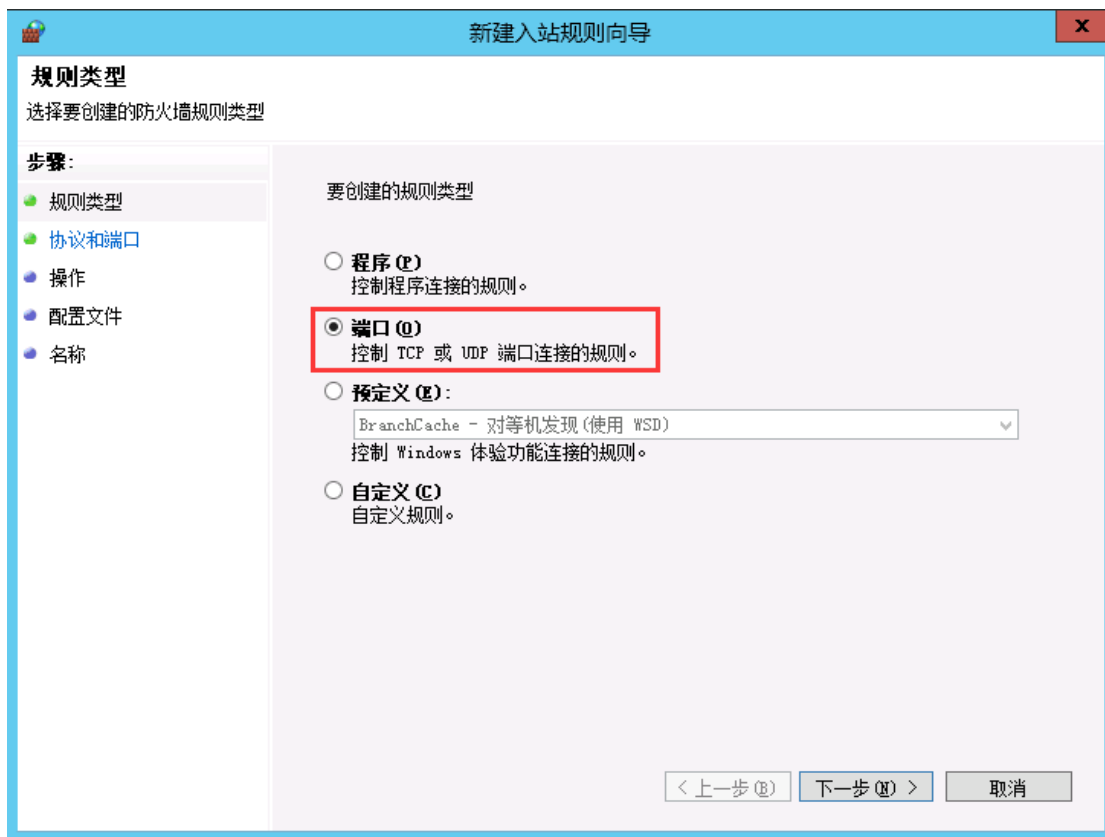 新建入站规则向导
x
规则类型
选择要创建的防火墙规则类型
步骤:
规则类型
协议和端口
操作
配置文件
名称
要创建的规则类型
程序(P)
控制程序连接的规则。
端口(O)
控制 TCP 或 UDP 端口连接的规则。
预定义(E):
BranchCache - 对等机发现(使用 WSD)
控制 Windows 体验功能连接的规则。
自定义(C)
自定义规则。
< 上一步(B)
下一步(N) >
取消